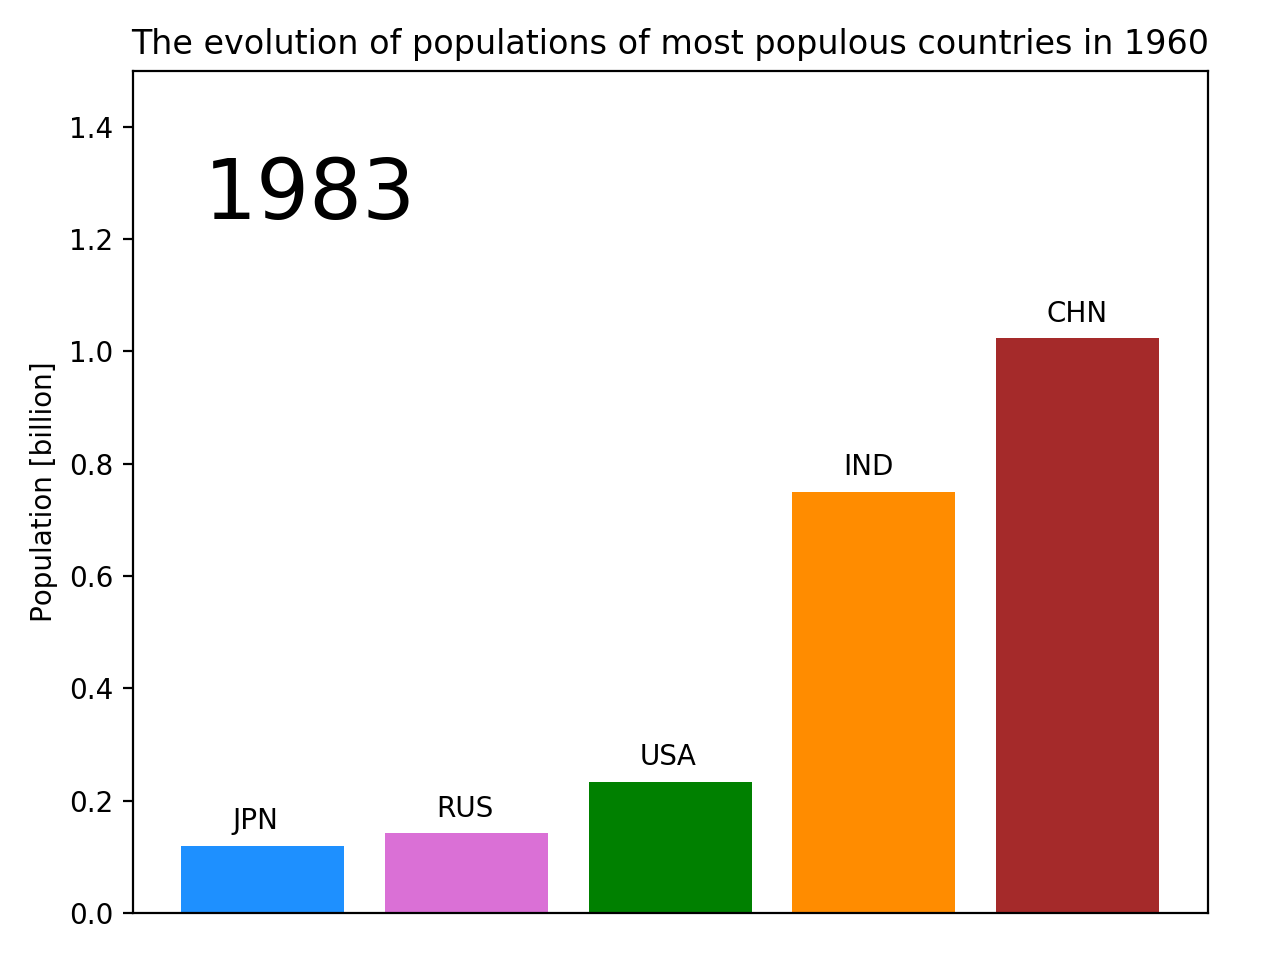 The evolution of populations of most populous countries in 1960
1983
Population [billion]
1.4
1.2
1.0
0.8
0.6
0.4
0.2
0.0
JPN
RUS
USA
IND
CHN